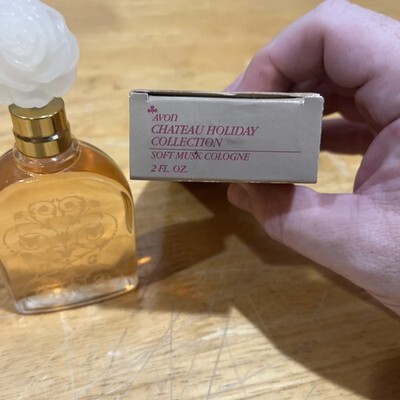 AVON
CHATEAU HOLIDAY
COLLECTION
SOFT MUSK COLOGNE
2 FL. OZ.